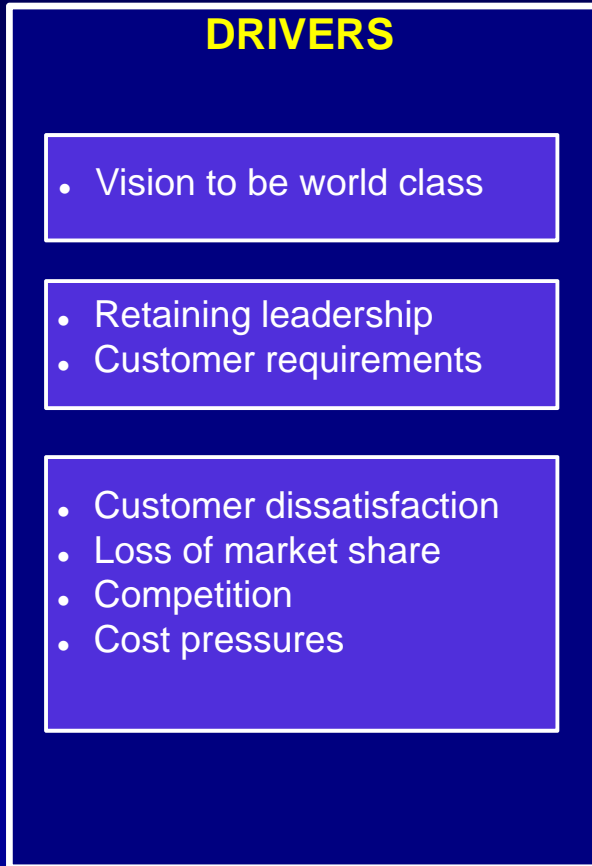 DRIVERS
• Vision to be world class
• Retaining leadership
• Customer requirements
• Customer dissatisfaction
• Loss of market share
• Competition
• Cost pressures